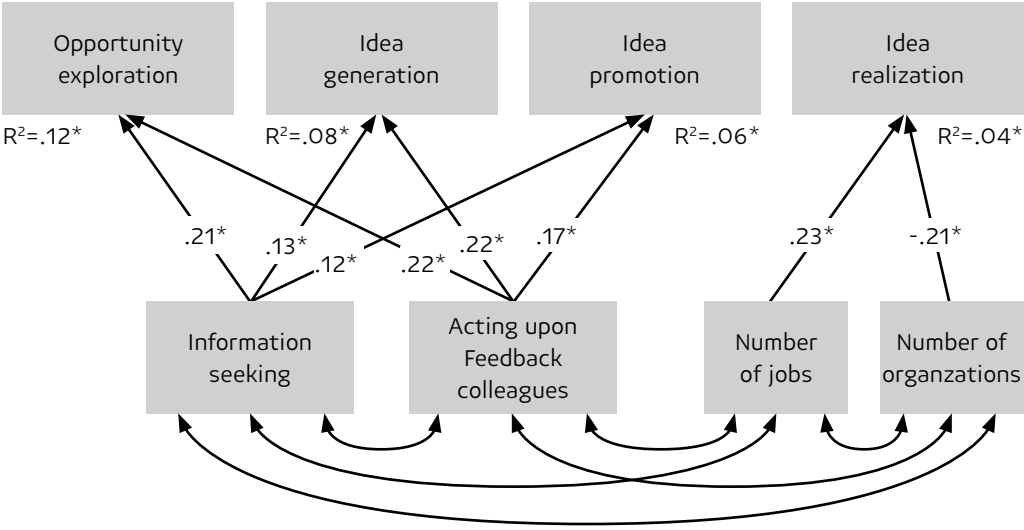 Opportunity
exploration
Idea
generation
Idea
promotion
Idea
realization
R²=.12*
R²=.08*
R²=.06*
R²=.04*
.21*
.13*
.12*
.22*
.22*
.17*
.23*
-.21*
Information
seeking
Acting upon
Feedback
colleagues
Number
of jobs
Number of
organzations